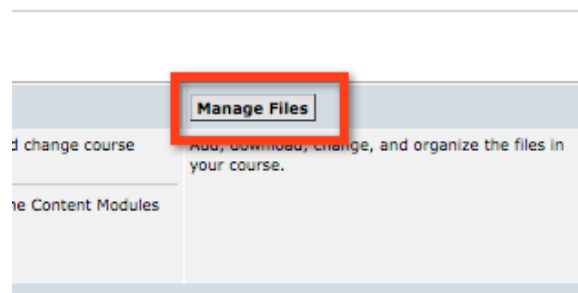 Manage Files
d change course
Add, download, change, and organize the files in
your course.
he Content Modules